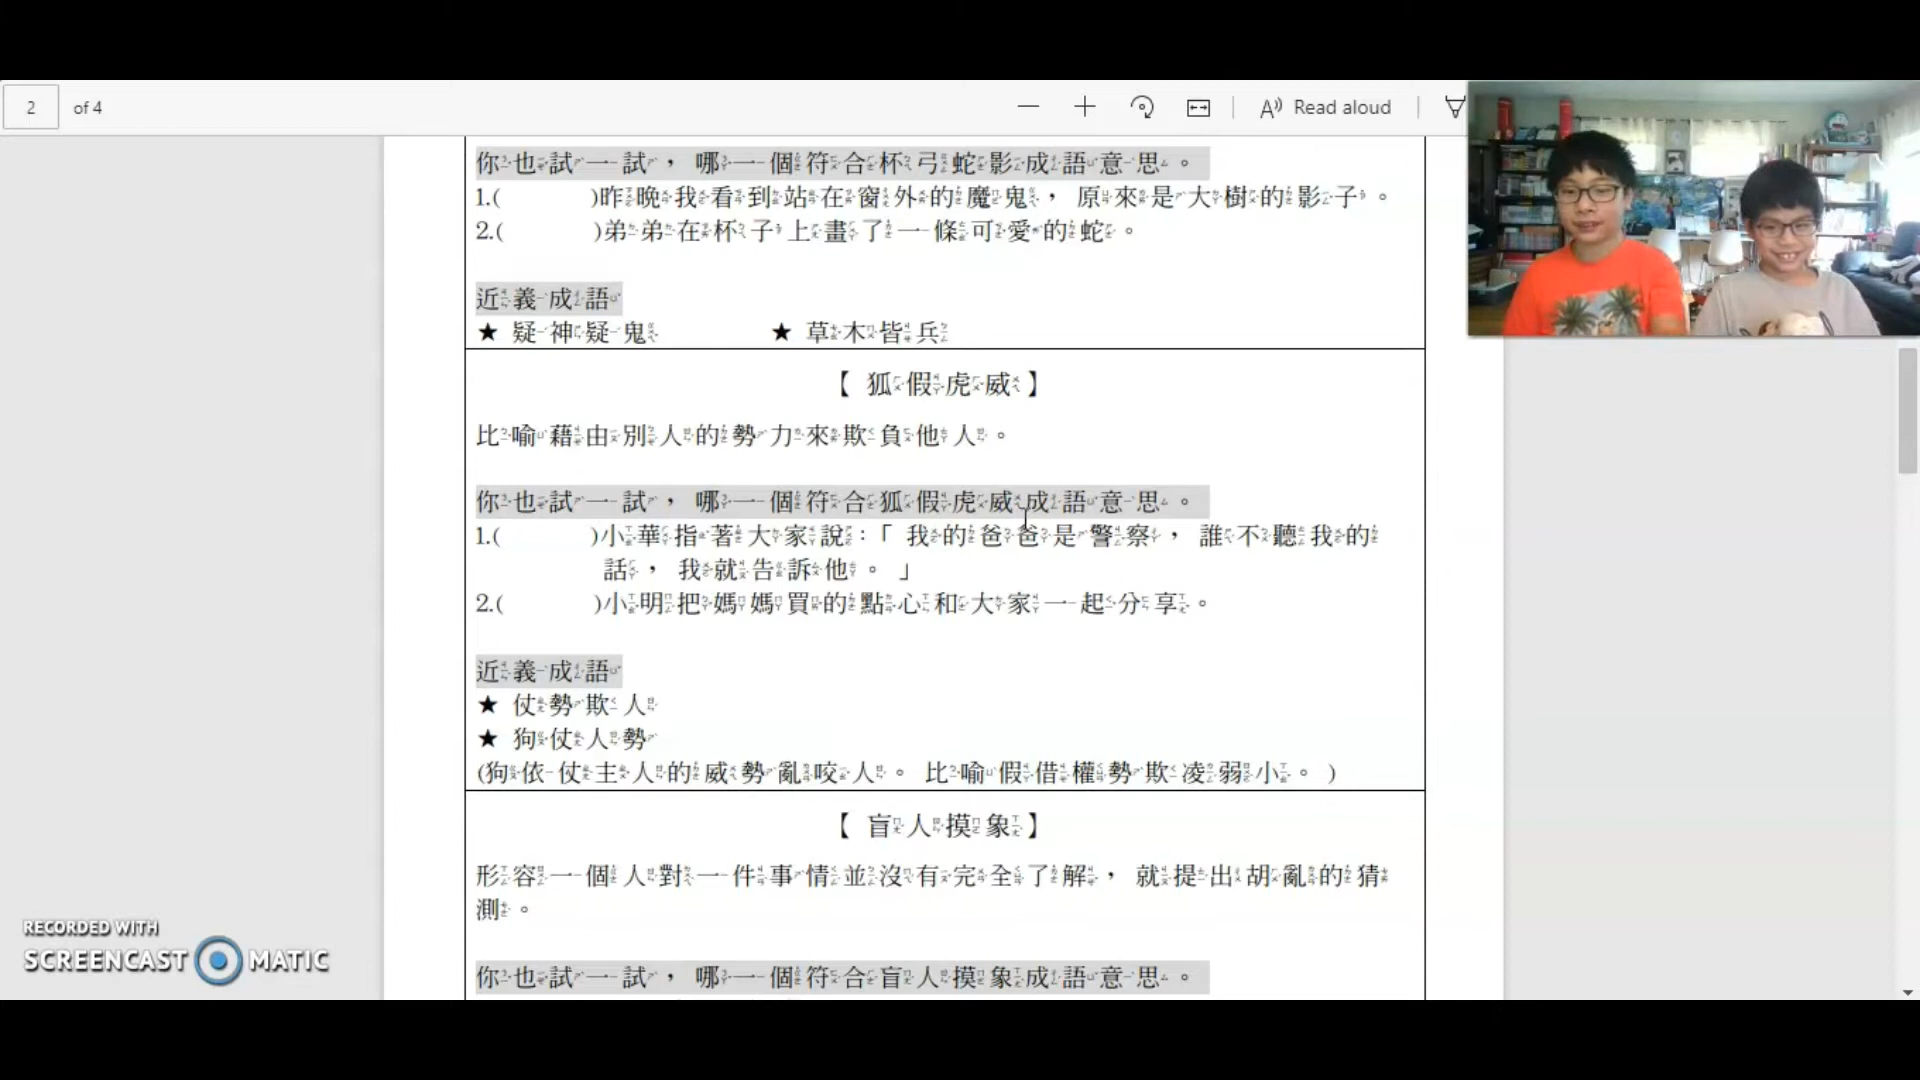 2 of 4
Read aloud
你也試一試，哪一個符合杯弓蛇影成語意思。
1.( )昨晚我看到站在窗外的魔鬼，原來是大樹的影子。
2.( )弟弟在杯子上畫了一條可愛的蛇。
近義成語
★ 疑神疑鬼 ★ 草木皆兵
【 狐假虎威 】
比喻藉由別人的勢力來欺負他人。
你也試一試，哪一個符合狐假虎威成語意思。
1.( )小華指著大家說：「 我的爸爸是警察，誰不聽我的
話，我就告訴他。」
2.( )小明把媽媽買的點心和大家一起分享。
近義成語
★ 仗勢欺人
★ 狗仗人勢
(狗依仗主人的威勢亂咬人。比喻假借權勢欺凌弱小。)
【 盲人摸象 】
形容一個人對一件事情並沒有完全了解，就提出胡亂的猜
測。
你也試一試，哪一個符合盲人摸象成語意思。
RECORDED WITH
SCREENCAST MATIC